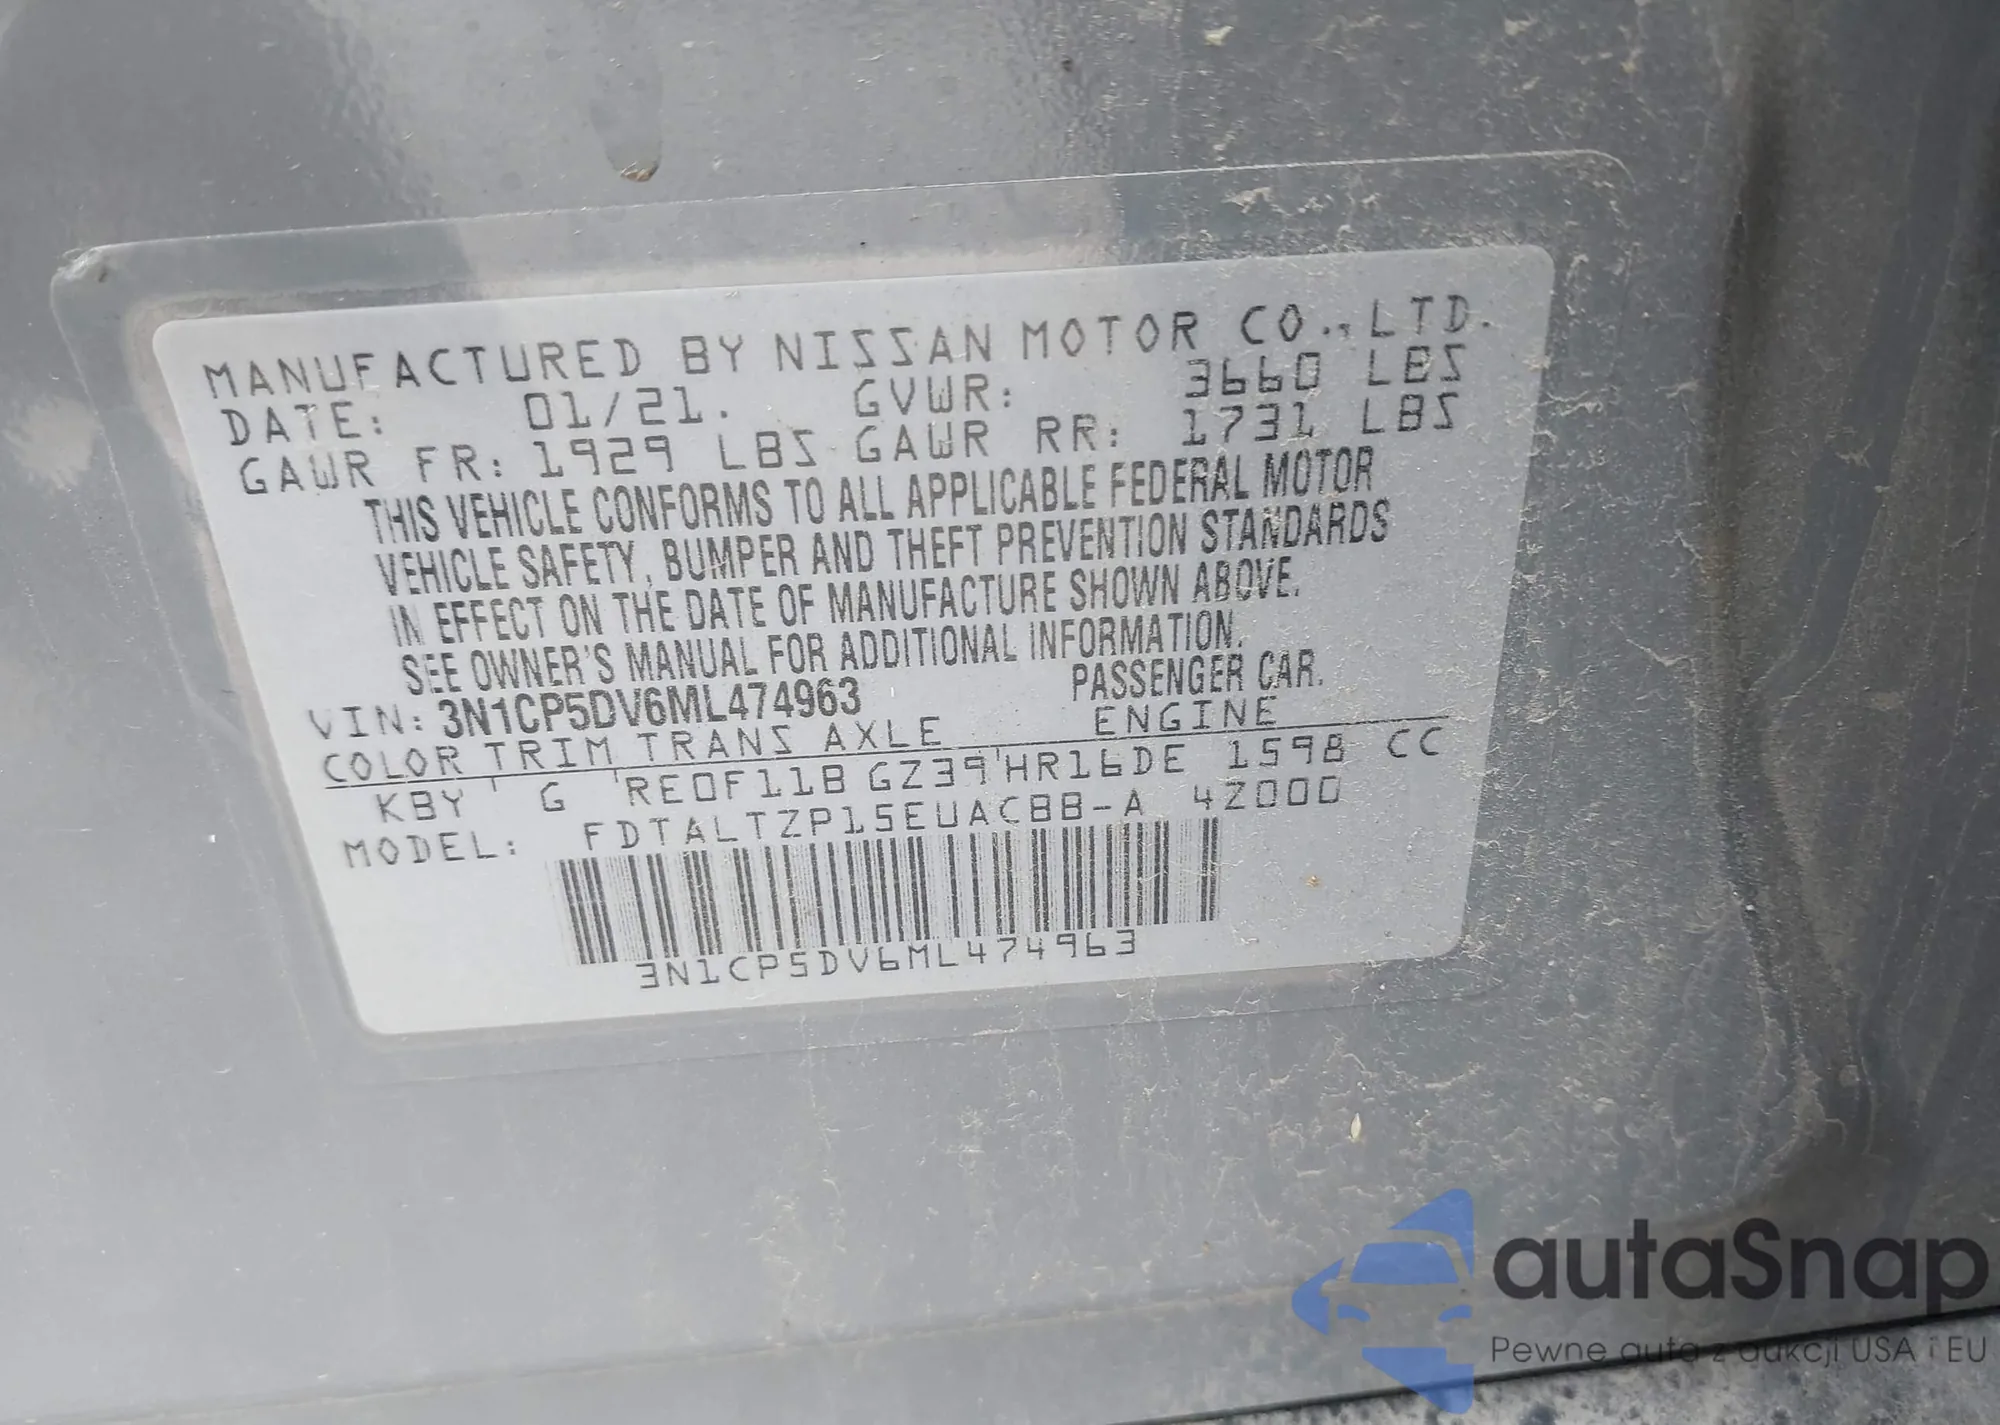 MANUFACTURED BY NISSAN MOTOR CO.,LTD.
DATE: 01/21. GVWR: 3660 LBS
GAWR FR: 1929 LBS GAWR RR: 1731 LBS
THIS VEHICLE CONFORMS TO ALL APPLICABLE FEDERAL MOTOR
VEHICLE SAFETY, BUMPER AND THEFT PREVENTION STANDARDS
IN EFFECT ON THE DATE OF MANUFACTURE SHOWN ABOVE.
SEE OWNER'S MANUAL FOR ADDITIONAL INFORMATION.
VIN: 3N1CP5DV6ML474963 PASSENGER CAR.
COLOR TRIM TRANS AXLE ENGINE
KBY ' G 'RE0F11B GZ39'HR16DE 1598 CC
MODEL: FDTALTZP15EUACBB-A 42000
3N1CP5DV6ML474963
autaSnap
Pewne auta z aukcji USA i EU